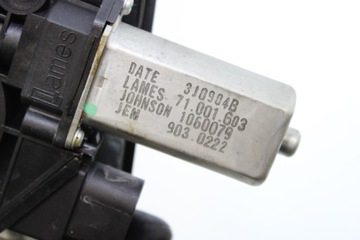 Lames
DATE 310904B
LAMES 71.001.603
JOHNSON 1060079
JEM 903.0222